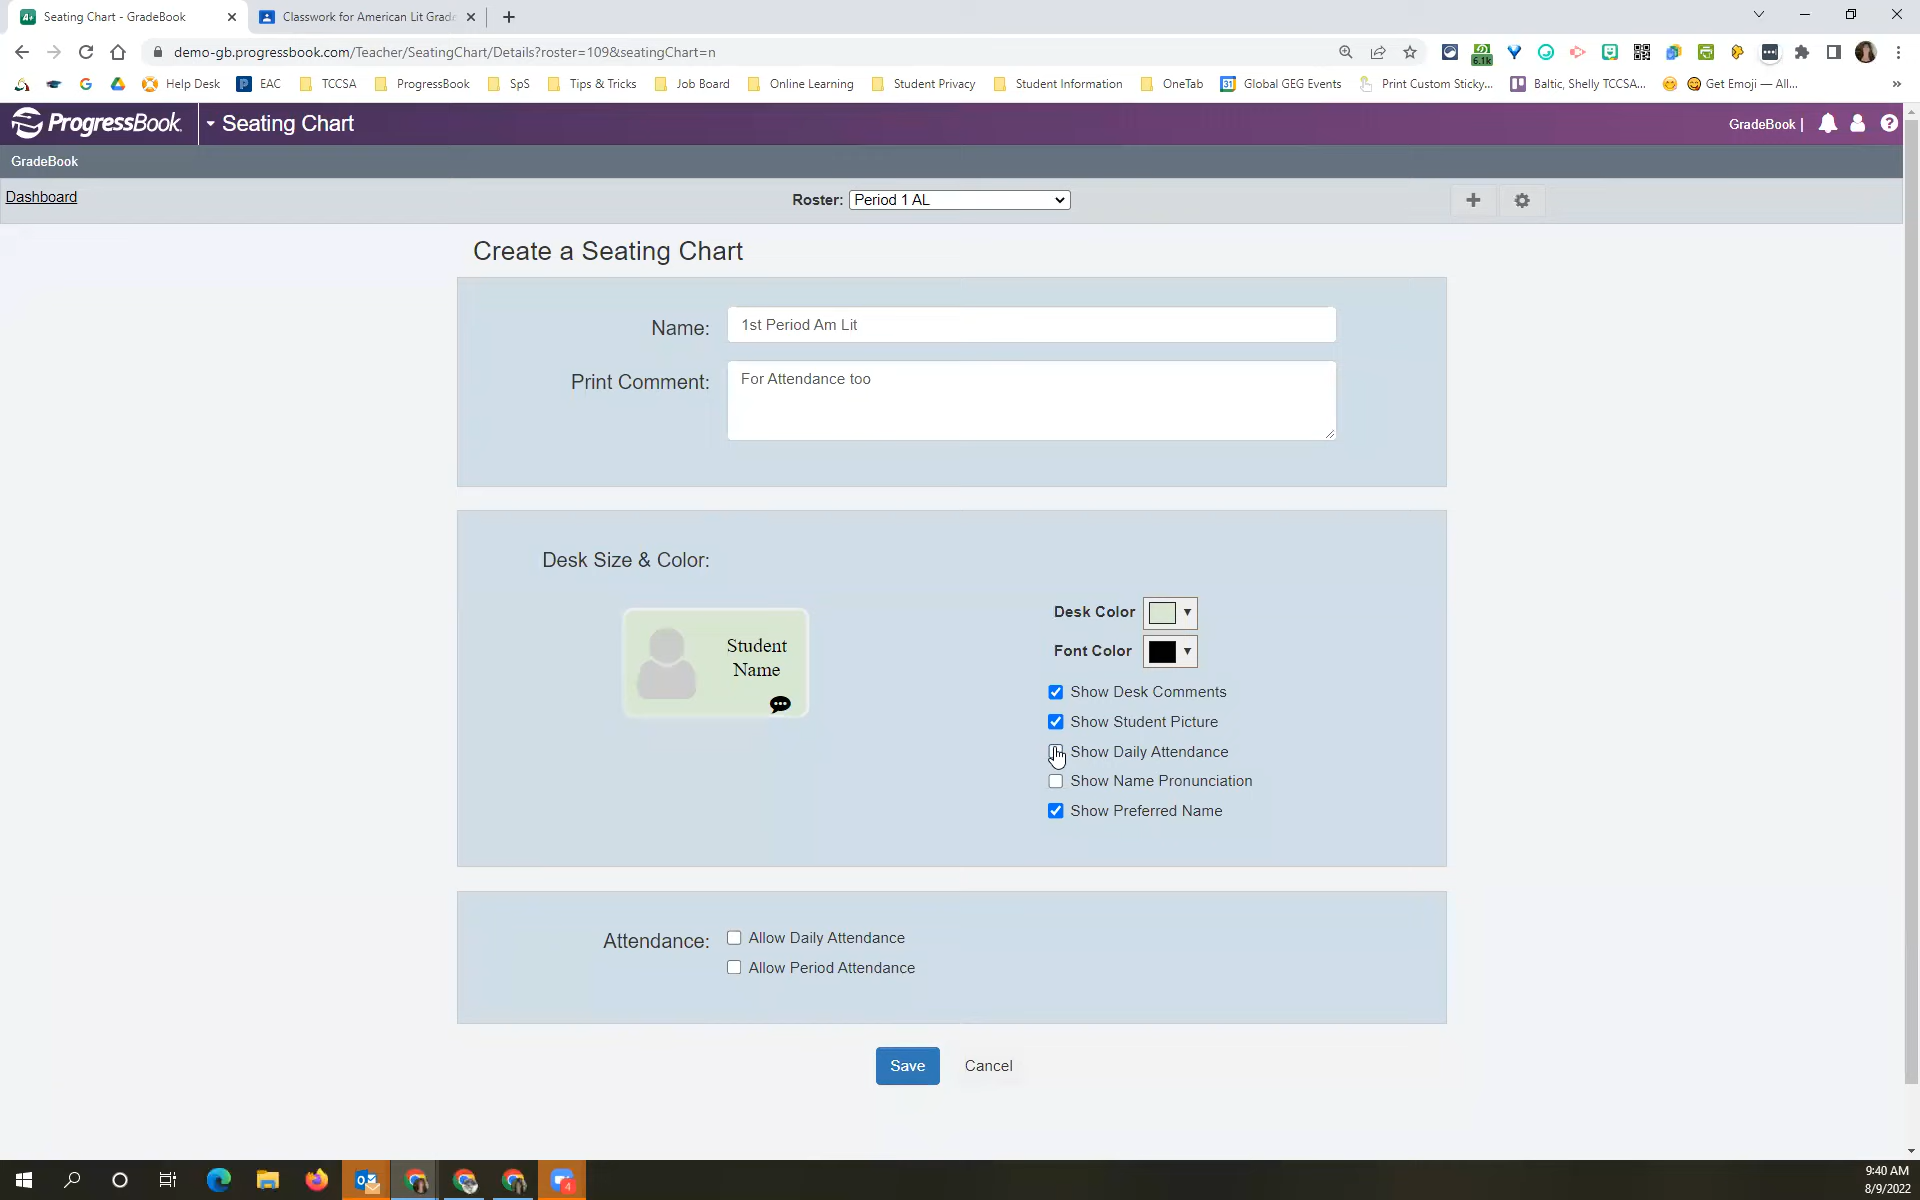 Seating Chart - GradeBook
Classwork for American Lit Grade
demo-gb.progressbook.com/Teacher/SeatingChart/Details?roster=109&seatingChart=n
6.1k
Help Desk
EAC
TCCSA
ProgressBook
SpS
Tips & Tricks
Job Board
Online Learning
Student Privacy
Student Information
OneTab
Global GEG Events
Print Custom Sticky...
Baltic, Shelly TCCSA...
Get Emoji — All...
ProgressBook
Seating Chart
GradeBook |
GradeBook
Dashboard
Roster:
Period 1 AL
Create a Seating Chart
Name:
1st Period Am Lit
Print Comment:
For Attendance too
Desk Size & Color:
Student
Name
Desk Color
Font Color
Show Desk Comments
Show Student Picture
Show Daily Attendance
Show Name Pronunciation
Show Preferred Name
Attendance:
Allow Daily Attendance
Allow Period Attendance
Save
Cancel
9:40 AM
8/9/2022